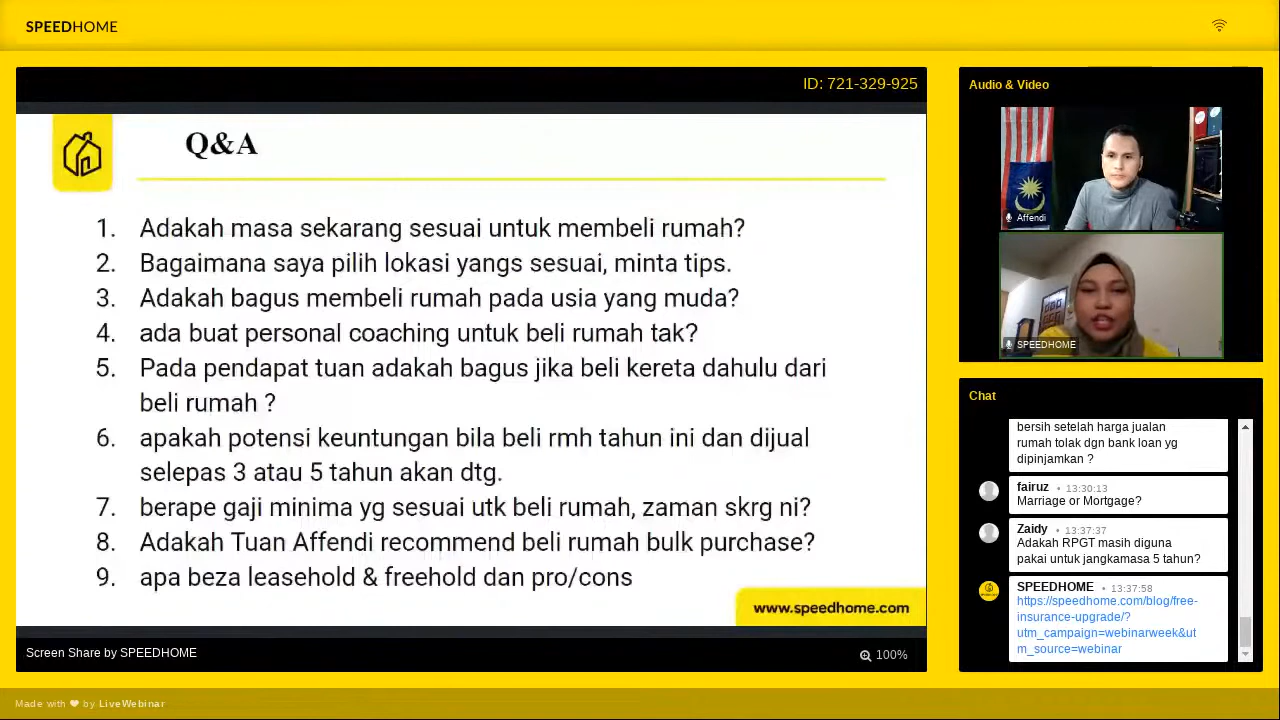 SPEEDHOME
ID: 721-329-925
Q&A
1. Adakah masa sekarang sesuai untuk membeli rumah?
2. Bagaimana saya pilih lokasi yangs sesuai, minta tips.
3. Adakah bagus membeli rumah pada usia yang muda?
4. ada buat personal coaching untuk beli rumah tak?
5. Pada pendapat tuan adakah bagus jika beli kereta dahulu dari
beli rumah ?
6. apakah potensi keuntungan bila beli rmh tahun ini dan dijual
selepas 3 atau 5 tahun akan dtg.
7. berape gaji minima yg sesuai utk beli rumah, zaman skrg ni?
8. Adakah Tuan Affendi recommend beli rumah bulk purchase?
9. apa beza leasehold & freehold dan pro/cons
www.speedhome.com
Screen Share by SPEEDHOME
100%
Audio & Video
Affendi
SPEEDHOME
Chat
bersih setelah harga jualan
rumah tolak dgn bank loan yg
dipinjamkan ?
fairuz • 13:30:13
Marriage or Mortgage?
Zaidy • 13:37:37
Adakah RPGT masih diguna
pakai untuk jangkamasa 5 tahun?
SPEEDHOME • 13:37:58
https://speedhome.com/blog/free-
insurance-upgrade/?
utm_campaign=webinarweek&ut
m_source=webinar
Made with ❤ by LiveWebinar